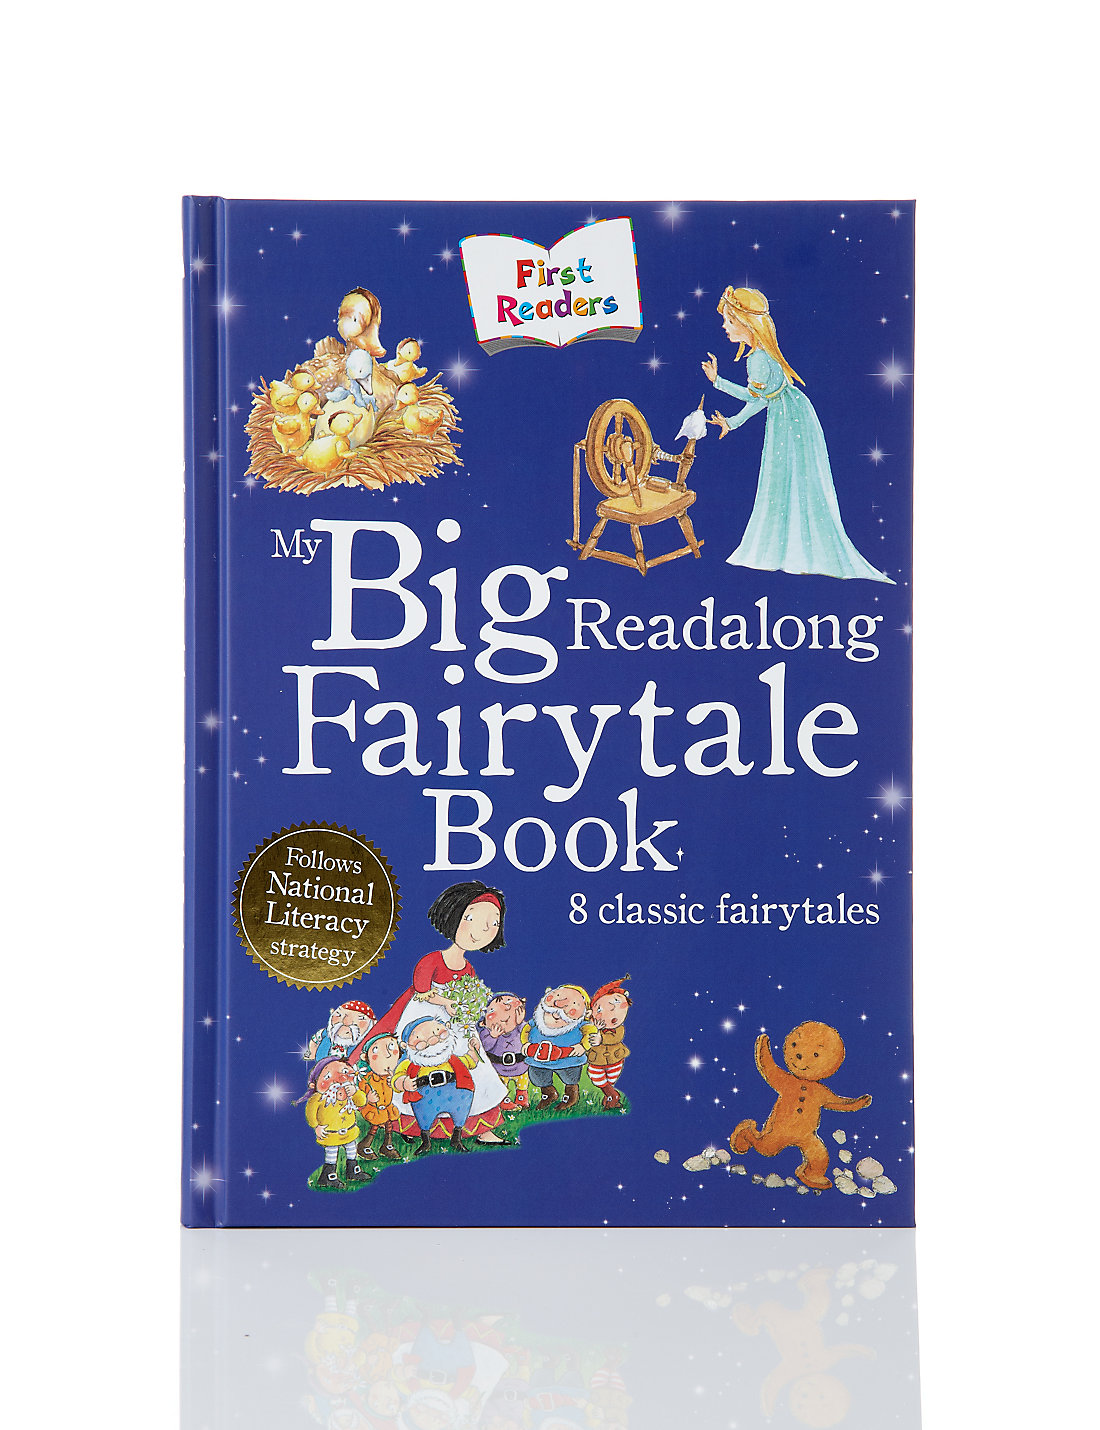 First
Readers
My Big Readalong
Fairytale
Book
8 classic fairytales
Follows
National
Literacy
strategy